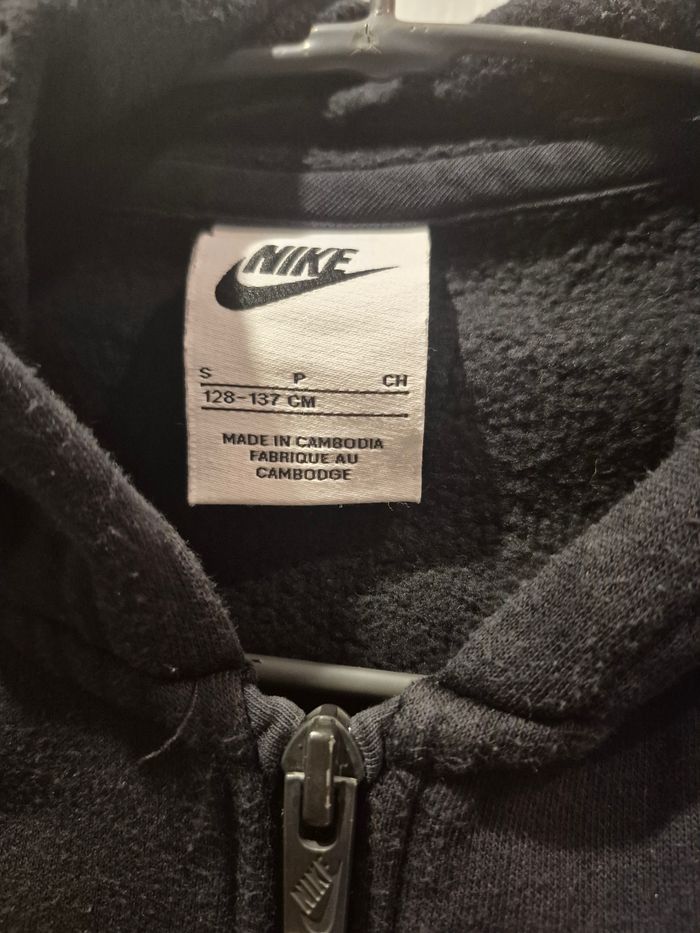 NIKE
S P CH
128-137 CM
MADE IN CAMBODIA
FABRIQUE AU
CAMBODGE
NIKE